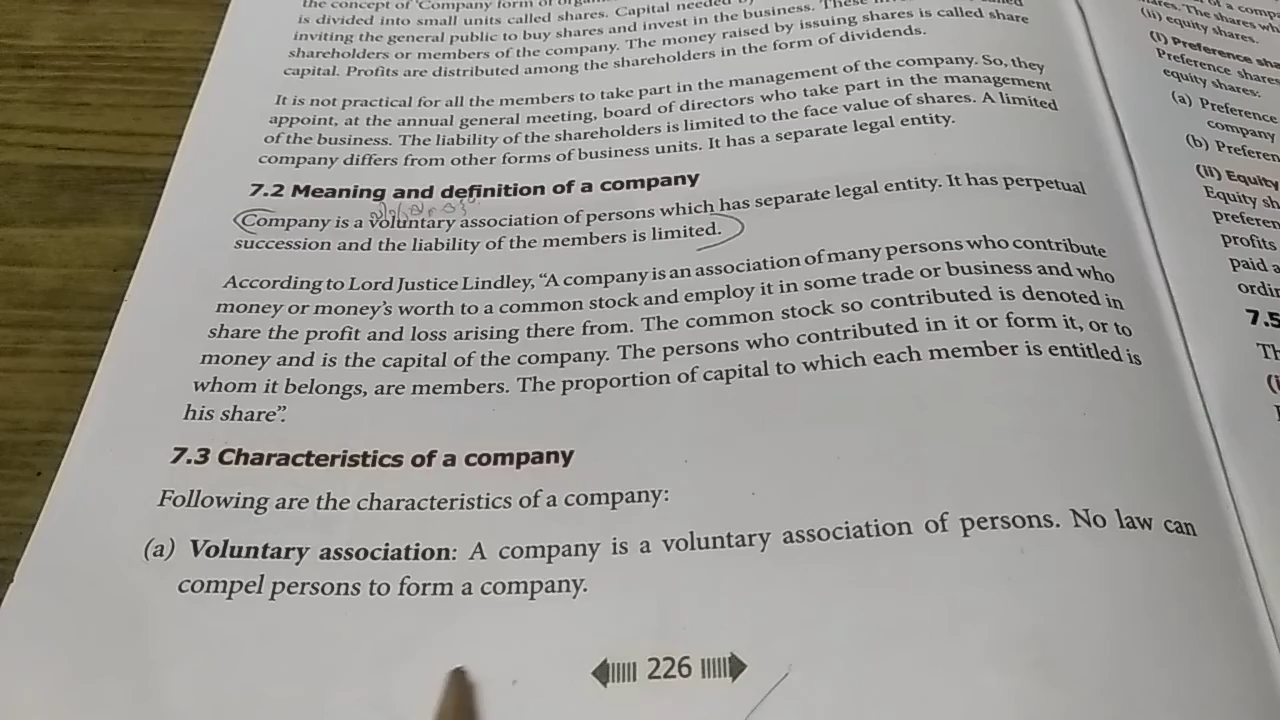 the concept of Company form of
is divided into small units called shares. Capital needed
inviting the general public to buy shares and invest in the business. These
shareholders or members of the company. The money raised by issuing shares is called share
capital. Profits are distributed among the shareholders in the form of dividends.
It is not practical for all the members to take part in the management of the company. So, they
appoint, at the annual general meeting, board of directors who take part in the management
of the business. The liability of the shareholders is limited to the face value of shares. A limited
company differs from other forms of business units. It has a separate legal entity.
7.2 Meaning and definition of a company
Company is a voluntary association of persons which has separate legal entity. It has perpetual
succession and the liability of the members is limited.
According to Lord Justice Lindley, “A company is an association of many persons who contribute
money or money’s worth to a common stock and employ it in some trade or business and who
share the profit and loss arising there from. The common stock so contributed is denoted in
money and is the capital of the company. The persons who contributed in it or form it, or to
whom it belongs, are members. The proportion of capital to which each member is entitled is
his share”.
7.3 Characteristics of a company
Following are the characteristics of a company:
(a) Voluntary association: A company is a voluntary association of persons. No law can
compel persons to form a company.
226
of a
The shares
(ii) equity shares.
(i) Preference
Preference
equity shares:
(a) Preference
company
(b)
(ii) Equity
Equity
profits
paid
7.5